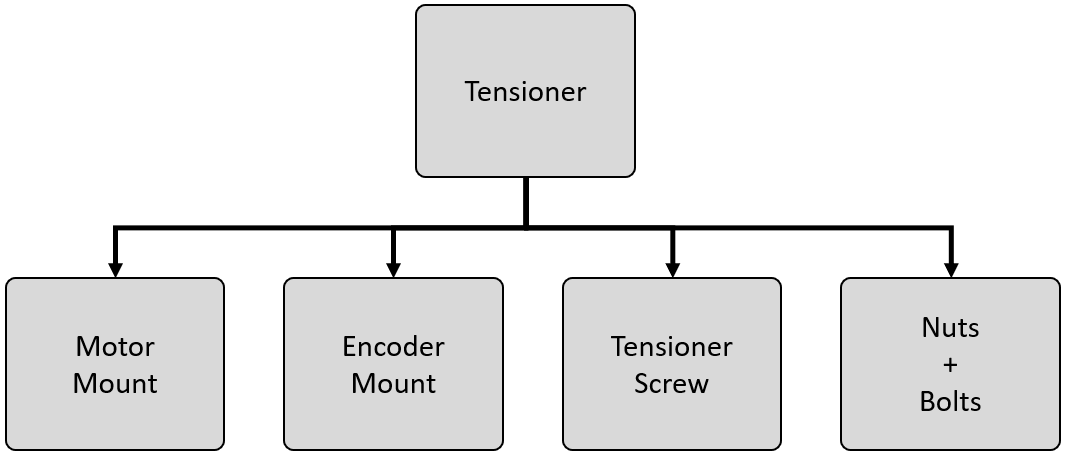 Tensioner
Motor
Mount
Encoder
Mount
Tensioner
Screw
Nuts
+
Bolts